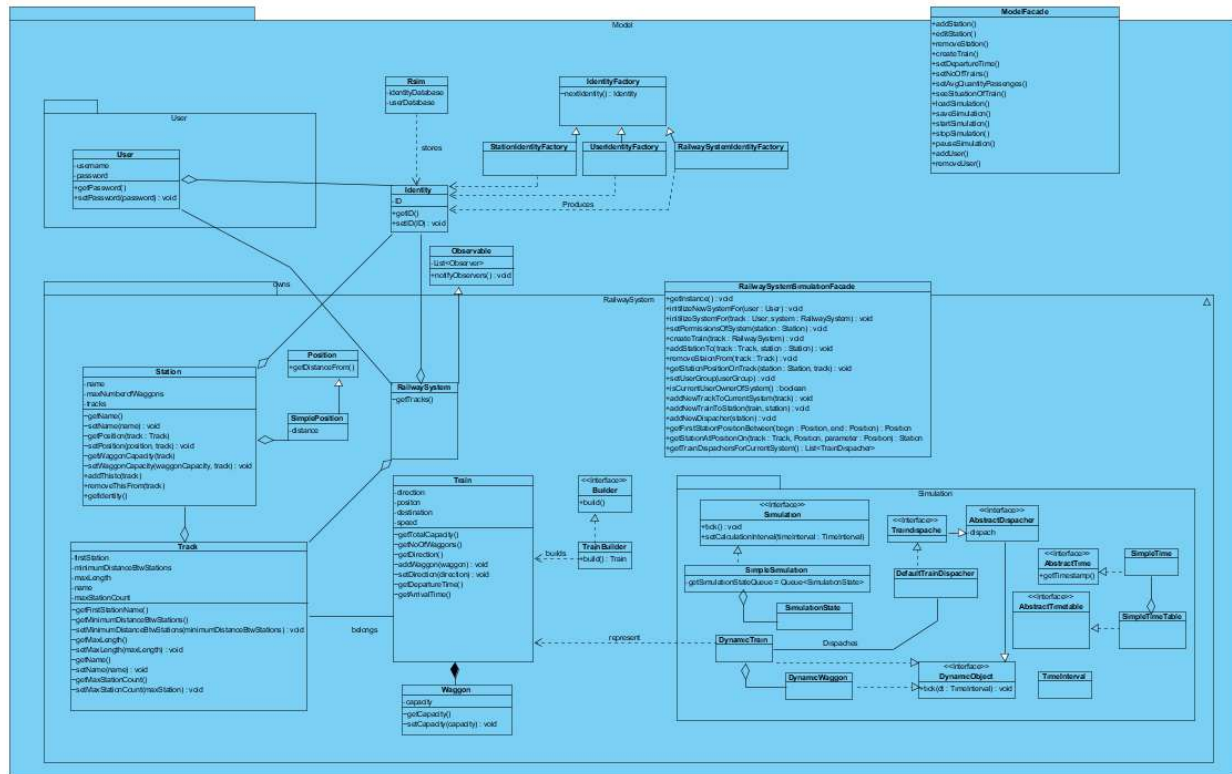 Model
ModelFacade
+addStation()
+editStation()
+removeStation()
+createTrain()
+setDepartureTime()
+setNoOfTrains()
+setAvgQuantityPassenges()
+seeSituationOfTrain()
+loadSimulation()
+saveSimulation()
+startSimulation()
+stopSimulation()
+pauseSimulation()
+addUser()
+removeUser()
Rsim
-identityDatabase
-userDatabase
stores
IdentityFactory
+nextIdentity() : Identity
StationIdentityFactory
UserIdentityFactory
RailwaySystemIdentityFactory
Produces
User
User
-username
-password
+getPassword()
+setPassword(password) : void
Identity
-ID
+getID()
+setID(ID) : void
Observable
-List<Observer>
+notifyObservers() : void
Owns
RailwaySystem
RailwaySystemSimulationFacade
+getInstance() : void
+initilizeNewSystemFor(user : User)
+initilizeSystemFor(track : User, system : RailwaySystem) : void
+setPermissionsOfSystem(station : Station) : void
+createTrain(track : RailwaySystem) : void
+addStationTo(track : Track, station : Station) : void
+removeStaionFrom(track : Track) : void
+getStationPositionOnTrack(station : Station, track) : void
+setUserGroup(userGroup) : void
+isCurrentUserOwnerOfSystem() : boolean
+addNewTrackToCurrentSystem(track) : void
+addNewTrainToStation(train, station) : void
+addNewDispacher(station) : void
+getFirstStationPositionBetween(begin : Position, end : Position) : Position
+getStationAtPositionOn(track : Track, Position, parameter : Position) : Station
+getTrainDispachersForCurrentSystem() : List<TrainDispacher>
Position
+getDistanceFrom()
SimplePosition
-distance
Station
-name
-maxNumberofWaggons
-tracks
+getName()
+setName(name) : void
+getPosition(track : Track)
+setPosition(position, track) : void
+getWaggonCapacity(track)
+setWaggonCapacity(waggonCapacity, track) : void
+addThisto(track)
+removeThisFrom(track)
+getIdentity()
RailwaySystem
+getTracks()
Track
-firstStation
-minimumDistanceBtwStations
-maxLength
-name
-maxStationCount
+getFirstStationName()
+getMinimumDistanceBtwStations()
+setMinimumDistanceBtwStations(minimumDistanceBtwStations) : void
+getMaxLength()
+setMaxLength(maxLength) : void
+getName()
+setName(name) : void
+getMaxStationCount()
+setMaxStationCount(maxStation) : void
belongs
Train
-direction
-positon
-destination
-speed
+getTotalCapacity()
+getNoOfWaggons()
+getDirection()
+addWaggon(waggon) : void
+setDirection(direction) : void
+getDepartureTime()
+getArrivalTime()
Waggon
-capacity
+getCapacity()
+setCapacity(capacity) : void
<<Interface>>
Builder
+build()
builds
TrainBuilder
+build() : Train
represent
Simulation
<<Interface>>
Simulation
+tick() : void
+setCalculationInterval(timeInterval : TimeInterval)
SimpleSimulation
-getSimulationStateQueue = Queue<SimulationState>
SimulationState
<<Interface>>
Traindispache
<<Interface>>
AbstractDispacher
-dispach
DefaultTrainDispacher
Dispaches
DynamicTrain
DynamicWaggon
<<Interface>>
DynamicObject
+tick(dt : TimeInterval) : void
<<Interface>>
AbstractTime
+getTimestamp()
SimpleTime
<<Interface>>
AbstractTimetable
SimpleTimeTable
TimeInterval